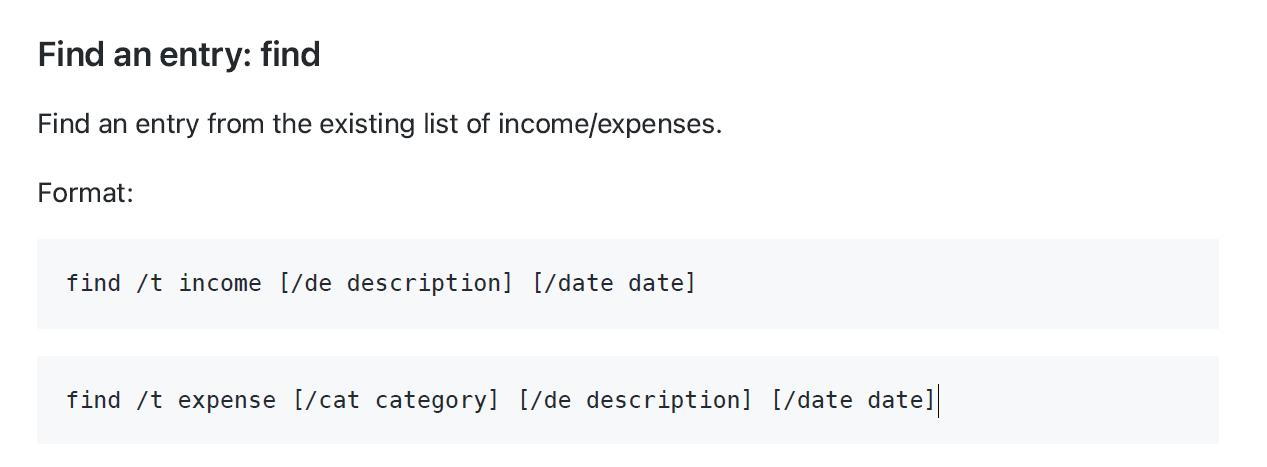 Find an entry: find
Find an entry from the existing list of income/expenses.
Format:
find /t income [/de description] [/date date]
find /t expense [/cat category] [/de description] [/date date]